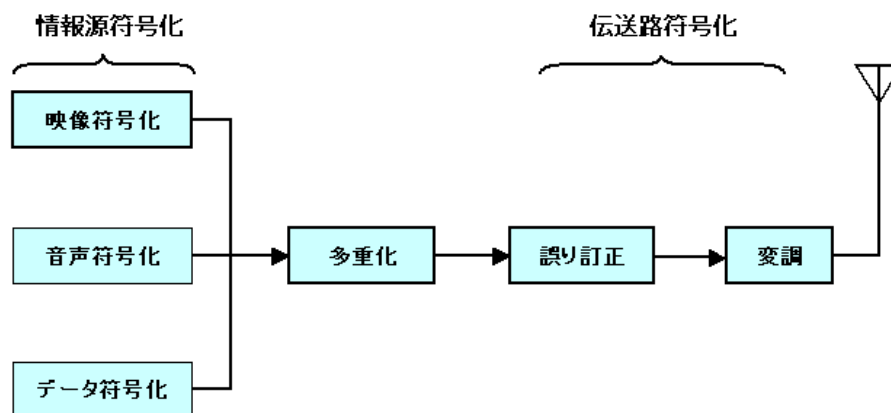 情報源符号化
伝送路符号化
映像符号化
音声符号化
多重化
誤り訂正
変調
データ符号化